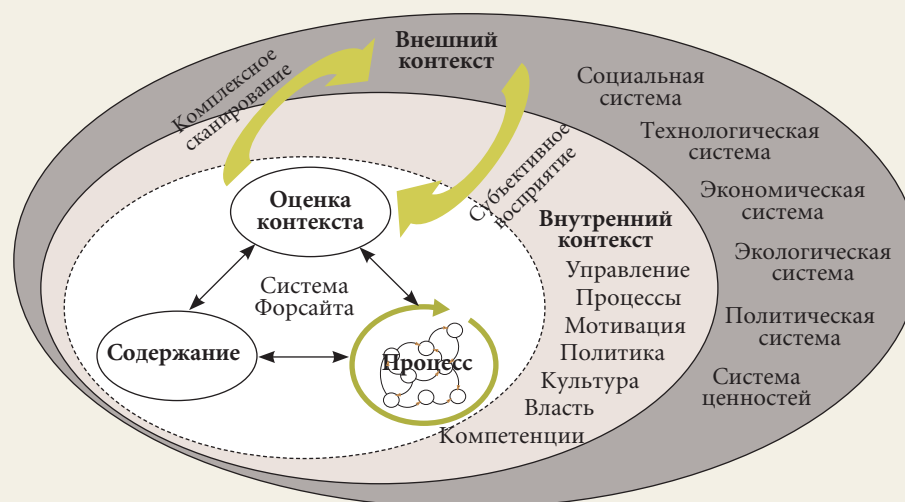 Внешний
контекст
Комплексное
сканирование
Субъективное
восприятие
Социальная
система
Технологическая
система
Экономическая
система
Экологическая
система
Политическая
система
Система
ценностей
Внутренний
контекст
Управление
Процессы
Мотивация
Политика
Культура
Власть
Компетенции
Оценка
контекста
Система
Форсайта
Содержание
Процесс